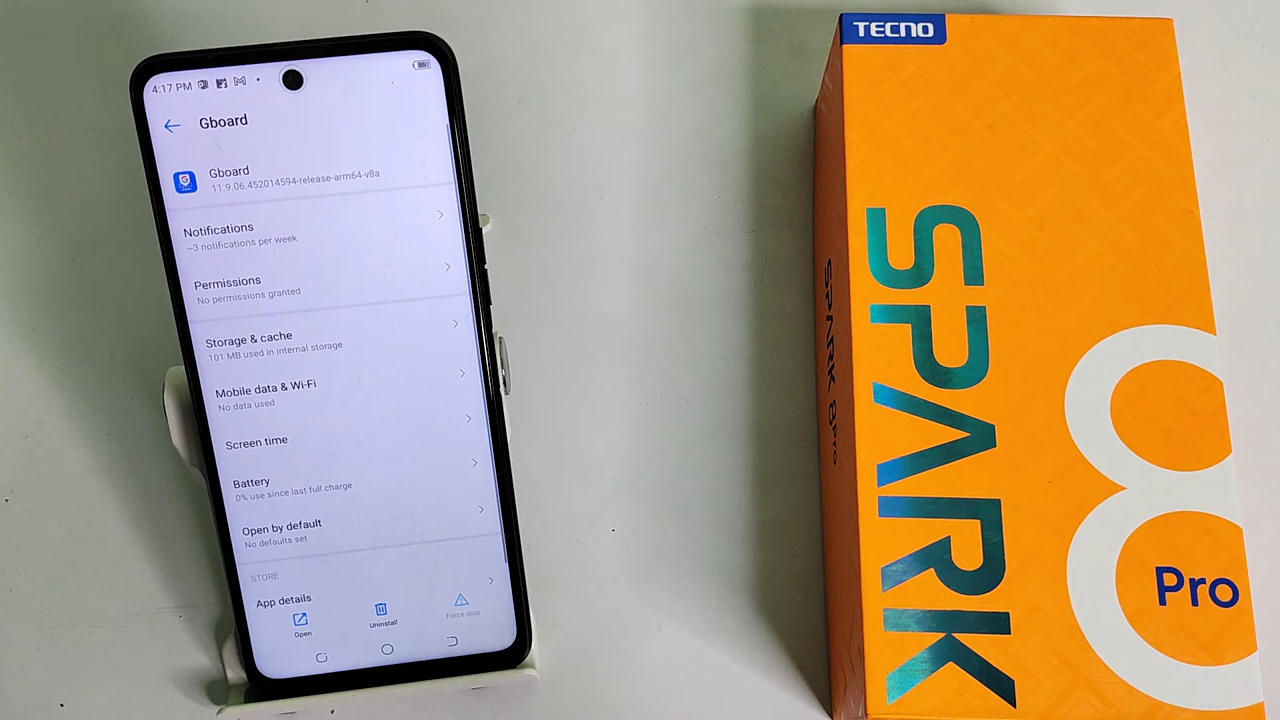 4:17 PM
Gboard
Gboard
11.9.06.452014594-release-arm64-v8a
Notifications
~3 notifications per week
Permissions
No permissions granted
Storage & cache
101 MB used in internal storage
Mobile data & Wi-Fi
No data used
Screen time
Battery
0% use since last full charge
Open by default
No defaults set
STORE
App details
Open
Uninstall
Force stop
TECNO
SPARK
8
Pro
SPARK 8Pro